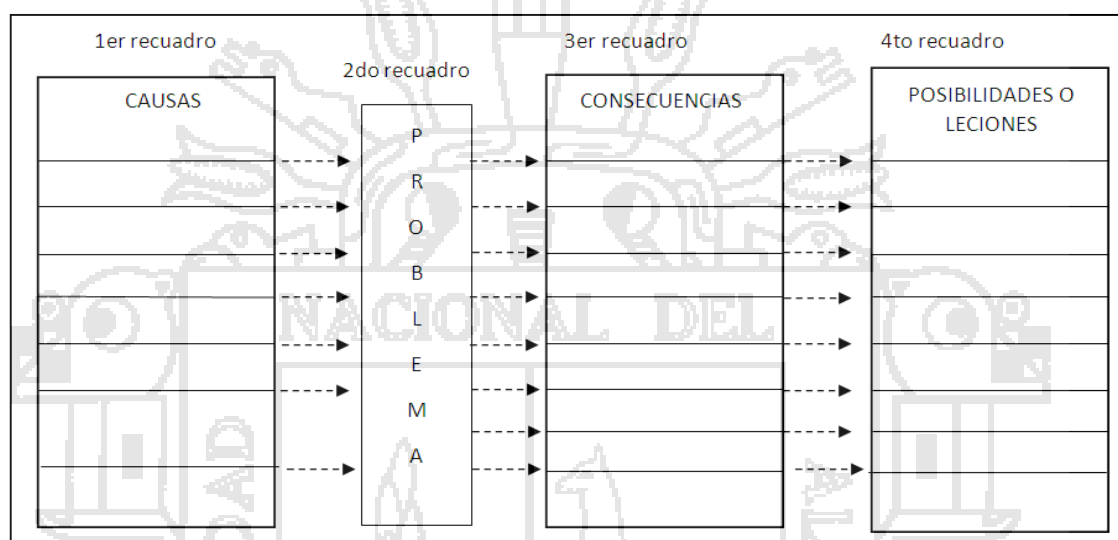 1er recuadro
2do recuadro
3er recuadro
4to recuadro
CAUSAS
P
R
O
B
L
E
M
A
CONSECUENCIAS
POSIBILIDADES O
LECIONES
NACIONAL DEL